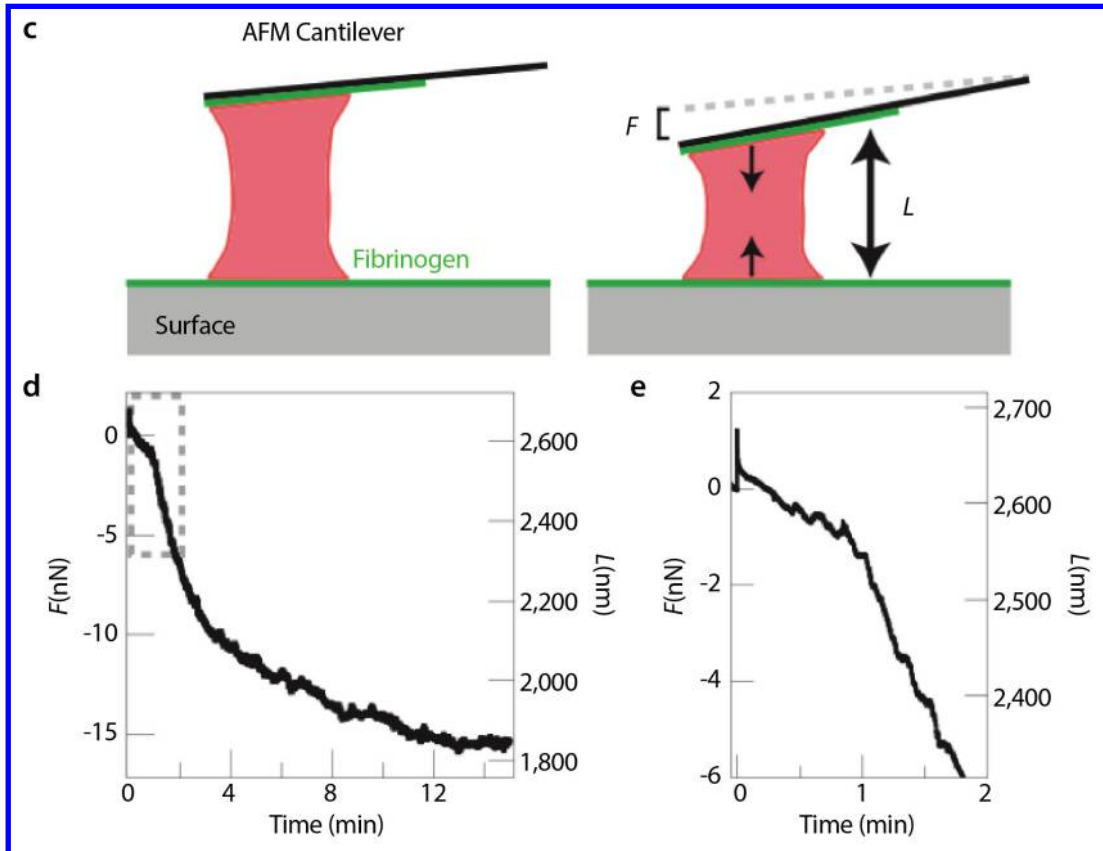 c
AFM Cantilever
F
L
Fibrinogen
Surface
d
0
-5
-10
-15
F(nN)
2,600
2,400
2,200
2,000
1,800
L(nm)
0
4
8
12
Time (min)
e
2
0
-2
-4
-6
F(nN)
2,700
2,600
2,500
2,400
L(nm)
0
1
2
Time (min)